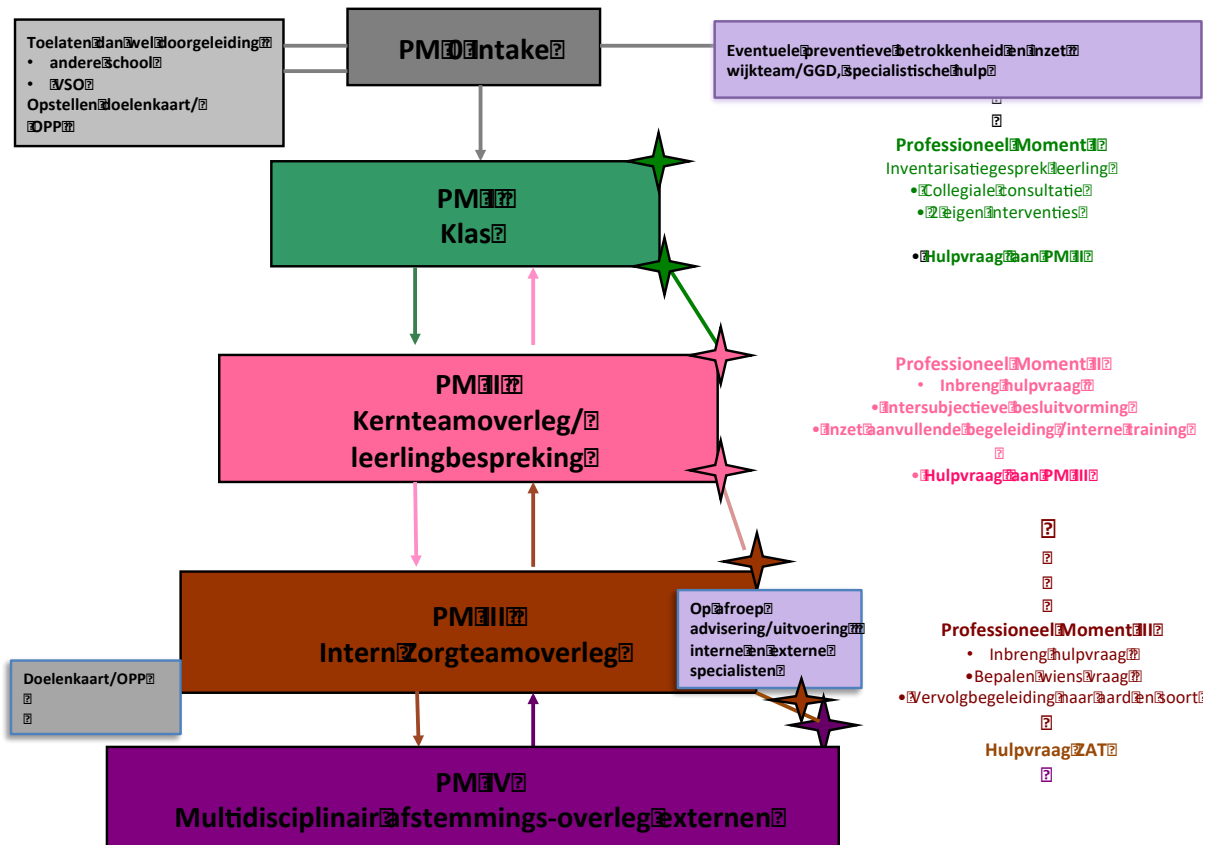 Toelaten dan wel doorgeleiding
• andere school
• VSO
Opstellen doelenkaart/
OPP
PM 0 Intake
Eventuele preventieve betrokkenheid en inzet
wijkteam/GGD, specialistische hulp
PM I
Klas
Professioneel Moment I
Inventarisatiegesprek leerling
• Collegiale consultatie
• 2 eigen interventies
• Hulpvraag aan PM II
PM II
Kernteamoverleg/
leerlingbespreking
Professioneel Moment II
• Inbreng hulpvraag
• Intersubjectieve besluitvorming
• Inzet aanvullende begeleiding/interne training
• Hulpvraag aan PM III
PM III
Intern Zorgteamoverleg
Op afroep
advisering/uitvoering
interne en externe
specialisten
Professioneel Moment III
• Inbreng hulpvraag
• Bepalen wiens vraag
• Vervolgbegeleiding naar aard en soort
Hulpvraag ZAT
Doelenkaart/OPP
PM IV
Multidisciplinair afstemmings-overleg externen